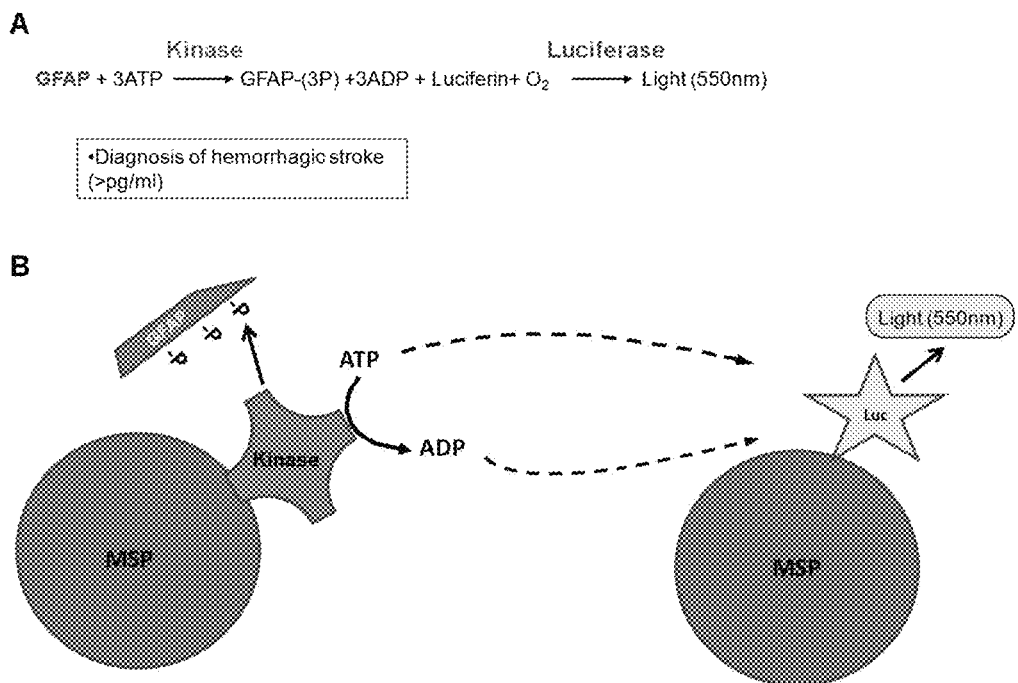 A
Kinase
Luciferase
GFAP + 3ATP → GFAP-(3P) +3ADP + Luciferin+ O₂ → Light (550nm)
•Diagnosis of hemorrhagic stroke
(>pg/ml)
B
-P
-P
-P
Light (550nm)
ATP
Luc
ADP
Kinase
MSP
MSP